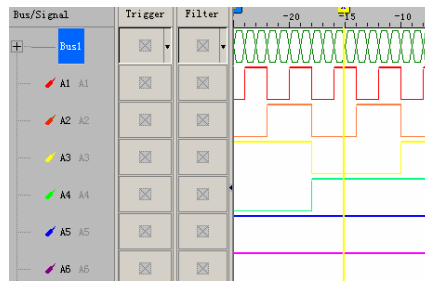 Bus/Signal Trigger Filter -20 -15 -10
Bus1
A1 A1
A2 A2
A3 A3
A4 A4
A5 A5
A6 A6